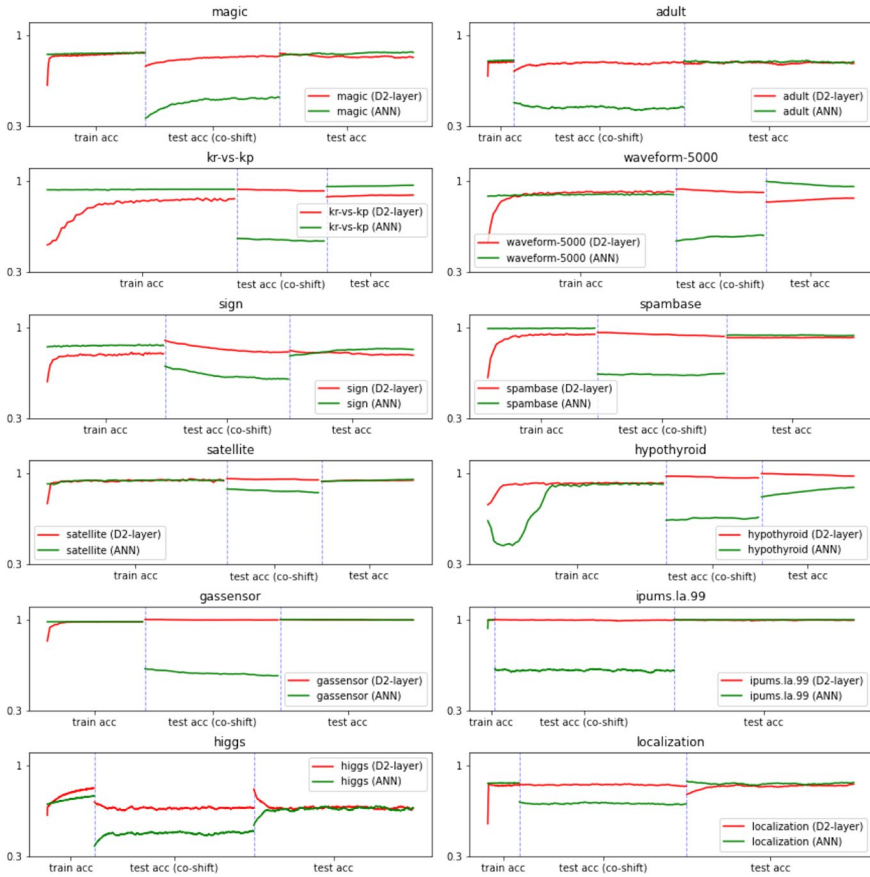 magic
1
0.3
magic (D2-layer)
magic (ANN)
train acc
test acc (co-shift)
test acc
adult
1
0.3
adult (D2-layer)
adult (ANN)
train acc
test acc (co-shift)
test acc
kr-vs-kp
1
0.3
kr-vs-kp (D2-layer)
kr-vs-kp (ANN)
train acc
test acc (co-shift)
test acc
waveform-5000
1
0.3
waveform-5000 (D2-layer)
waveform-5000 (ANN)
train acc
test acc (co-shift)
test acc
sign
1
0.3
sign (D2-layer)
sign (ANN)
train acc
test acc (co-shift)
test acc
spambase
1
0.3
spambase (D2-layer)
spambase (ANN)
train acc
test acc (co-shift)
test acc
satellite
1
0.3
satellite (D2-layer)
satellite (ANN)
train acc
test acc (co-shift)
test acc
hypothyroid
1
0.3
hypothyroid (D2-layer)
hypothyroid (ANN)
train acc
test acc (co-shift)
test acc
gassensor
1
0.3
gassensor (D2-layer)
gassensor (ANN)
train acc
test acc (co-shift)
test acc
ipums.la.99
1
0.3
ipums.la.99 (D2-layer)
ipums.la.99 (ANN)
train acc
test acc (co-shift)
test acc
higgs
1
0.3
higgs (D2-layer)
higgs (ANN)
train acc
test acc (co-shift)
test acc
localization
1
0.3
localization (D2-layer)
localization (ANN)
train acc
test acc (co-shift)
test acc